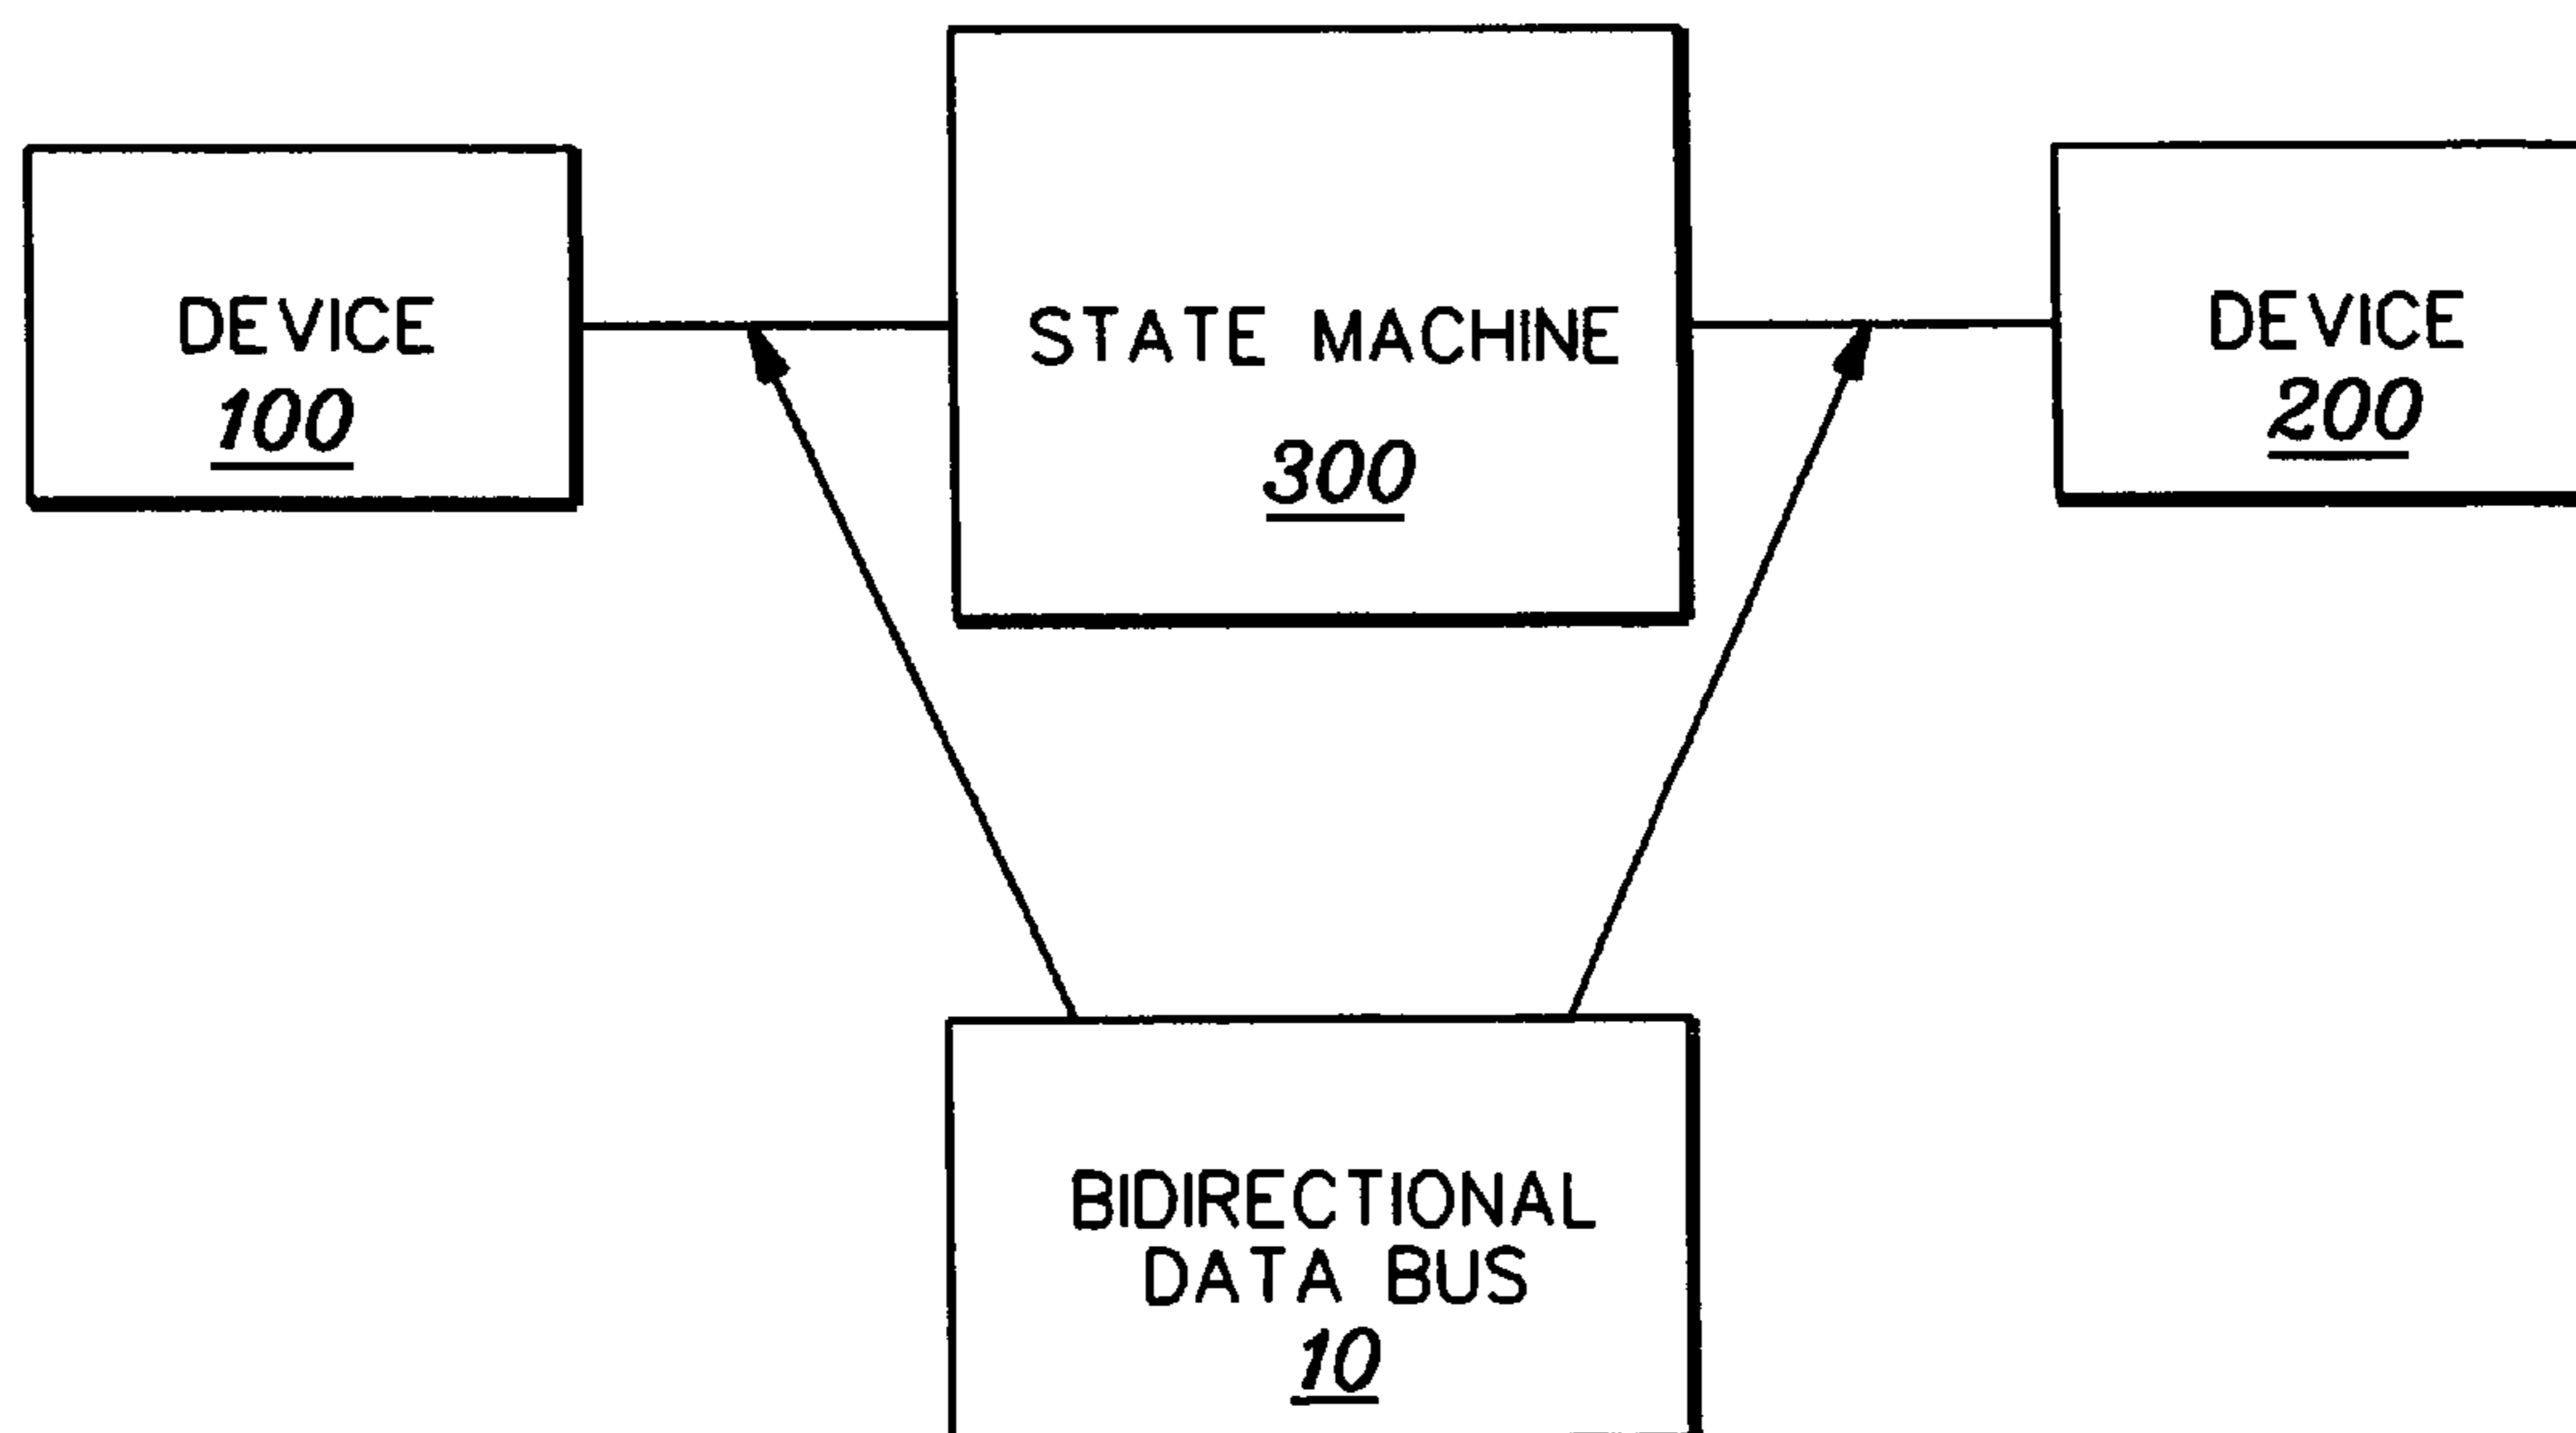 DEVICE
100
STATE MACHINE
300
DEVICE
200
BIDIRECTIONAL
DATA BUS
10